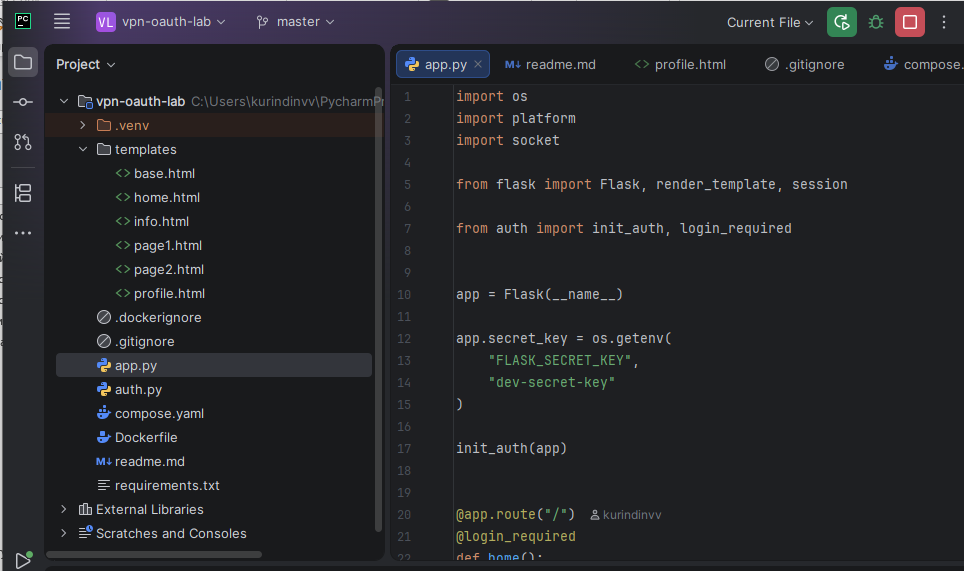 PC
VL vpn-oauth-lab
master
Current File
Project
vpn-oauth-lab C:\Users\kurindinvv\PycharmPr
.venv
templates
<> base.html
<> home.html
<> info.html
<> page1.html
<> page2.html
<> profile.html
.dockerignore
.gitignore
app.py
auth.py
compose.yaml
Dockerfile
M↓ readme.md
requirements.txt
External Libraries
Scratches and Consoles
app.py
M↓ readme.md
<> profile.html
.gitignore
compose.
1 import os
2 import platform
3 import socket
4
5 from flask import Flask, render_template, session
6
7 from auth import init_auth, login_required
8
9
10 app = Flask(__name__)
11
12 app.secret_key = os.getenv(
13 "FLASK_SECRET_KEY",
14 "dev-secret-key"
15 )
16
17 init_auth(app)
18
19
20 @app.route("/") kurindinvv
21 @login_required
22 def home():